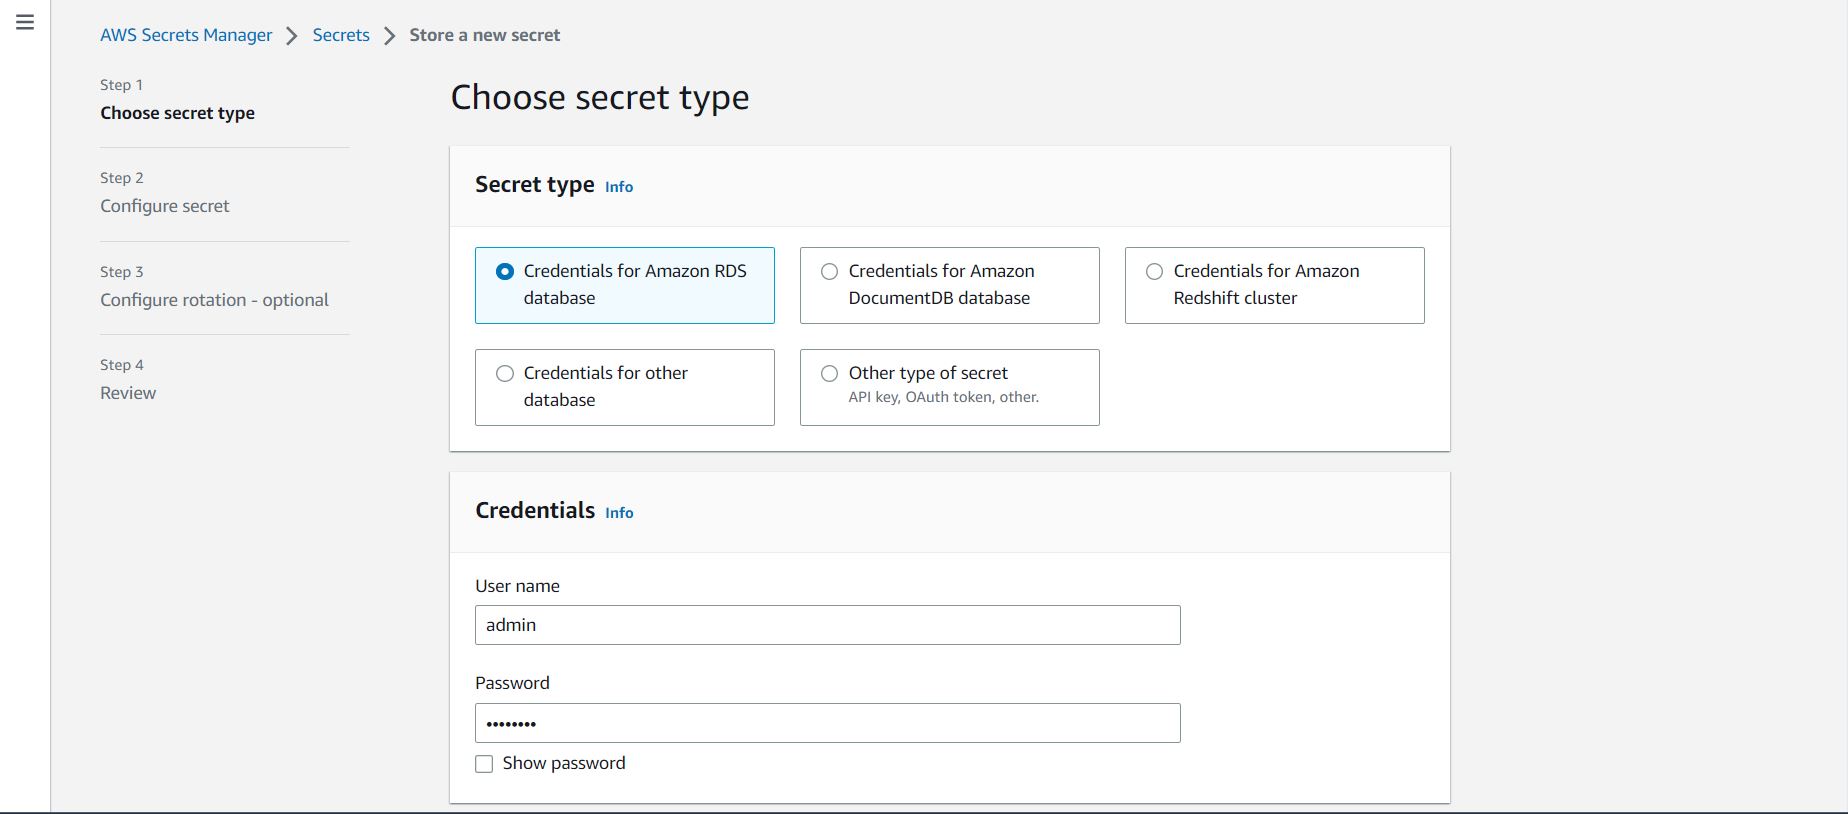 AWS Secrets Manager > Secrets > Store a new secret
Step 1
Choose secret type
Step 2
Configure secret
Step 3
Configure rotation - optional
Step 4
Review
Choose secret type
Secret type Info
Credentials for Amazon RDS
database
Credentials for Amazon
DocumentDB database
Credentials for Amazon
Redshift cluster
Credentials for other
database
Other type of secret
API key, OAuth token, other.
Credentials Info
User name
admin
Password
••••••••
Show password